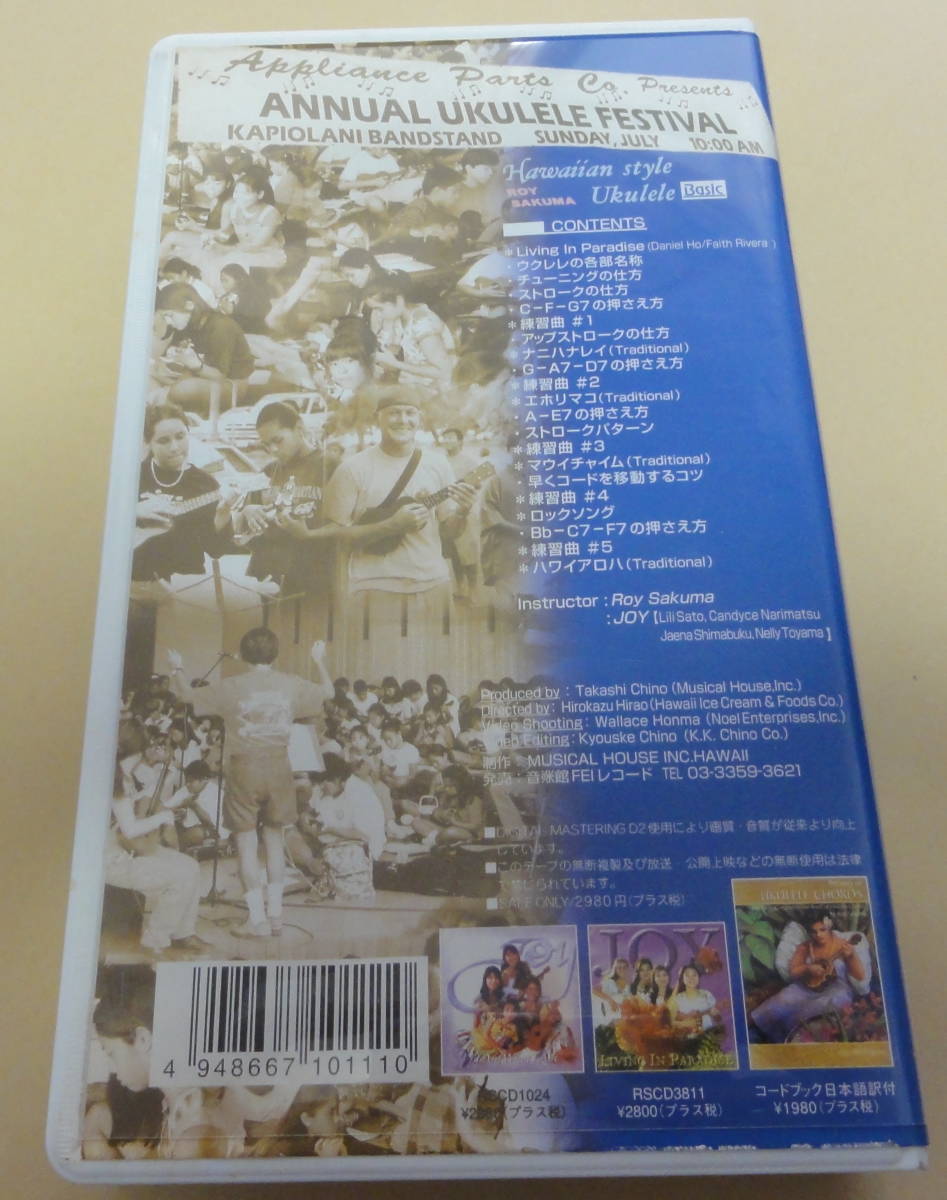 Appliance Parts Co. Presents
ANNUAL UKULELE FESTIVAL
KAPIOLANI BANDSTAND SUNDAY, JULY 10:00 AM
Hawaiian style
ROY SAKUMA Ukulele Basic
CONTENTS
＊Living In Paradise (Daniel Ho/Faith Rivera )
・ウクレレの各部名称
・チューニングの仕方
・ストロークの仕方
・C−F−G7の押さえ方
＊練習曲 #1
・アップストロークの仕方
＊ナニハナレイ(Traditional)
・G−A7−D7の押さえ方
＊練習曲 #2
＊エホリマコ(Traditional)
・A−E7の押さえ方
・ストロークパターン
＊練習曲 #3
＊マウイチャイム(Traditional)
・早くコードを移動するコツ
＊練習曲 #4
＊ロックソング
・Bb−C7−F7の押さえ方
＊練習曲 #5
＊ハワイアロハ(Traditional)
Instructor : Roy Sakuma
: JOY【Lili Sato, Candyce Narimatsu
Jaena Shimabuku, Nelly Toyama】
Produced by : Takashi Chino (Musical House,Inc.)
Directed by : Hirokazu Hirao (Hawaii Ice Cream & Foods Co.)
Video Shooting : Wallace Honma (Noel Enterprises,Inc.)
Video Editing : Kyouske Chino (K.K. Chino Co.)
制作 : MUSICAL HOUSE INC.HAWAII
発売 : 音楽館FEIレコード TEL 03-3359-3621
■DIGITAL MASTERING D2使用により画質・音質が従来より向上
しています。
■このテープの無断複製及び放送・公開上映などの無断使用は法律
で禁じられています。
■SALE ONLY 2980円(プラス税)
UKULELE CHORDS
JOY
JOY
LIVING IN PARADISE
4 948667 101110
RSCD1024
(プラス税)
RSCD3811
¥2800(プラス税)
コードブック日本語訳付
¥1980(プラス税)